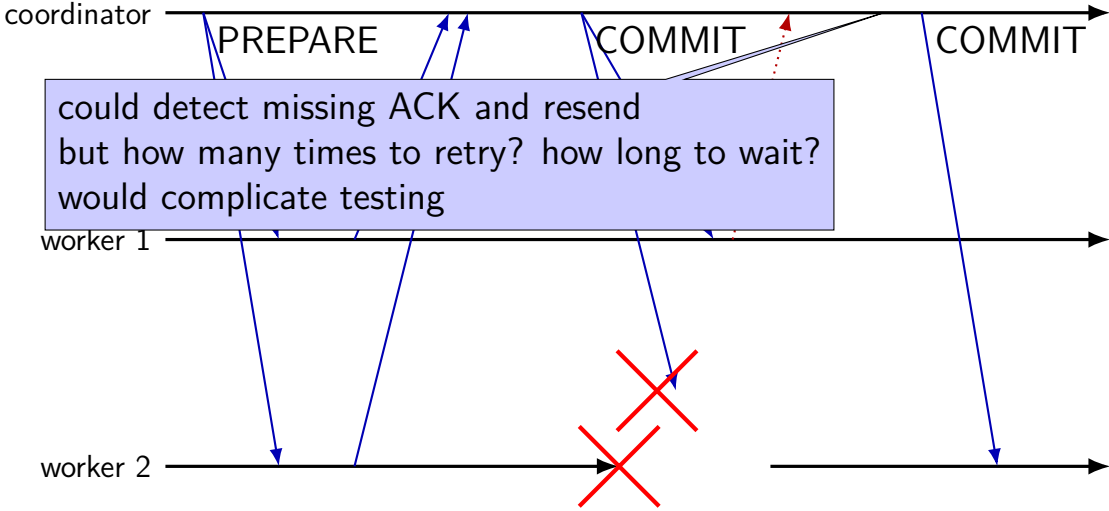 coordinator
PREPARE
COMMIT
COMMIT
could detect missing ACK and resend
but how many times to retry? how long to wait?
would complicate testing
worker 1
worker 2